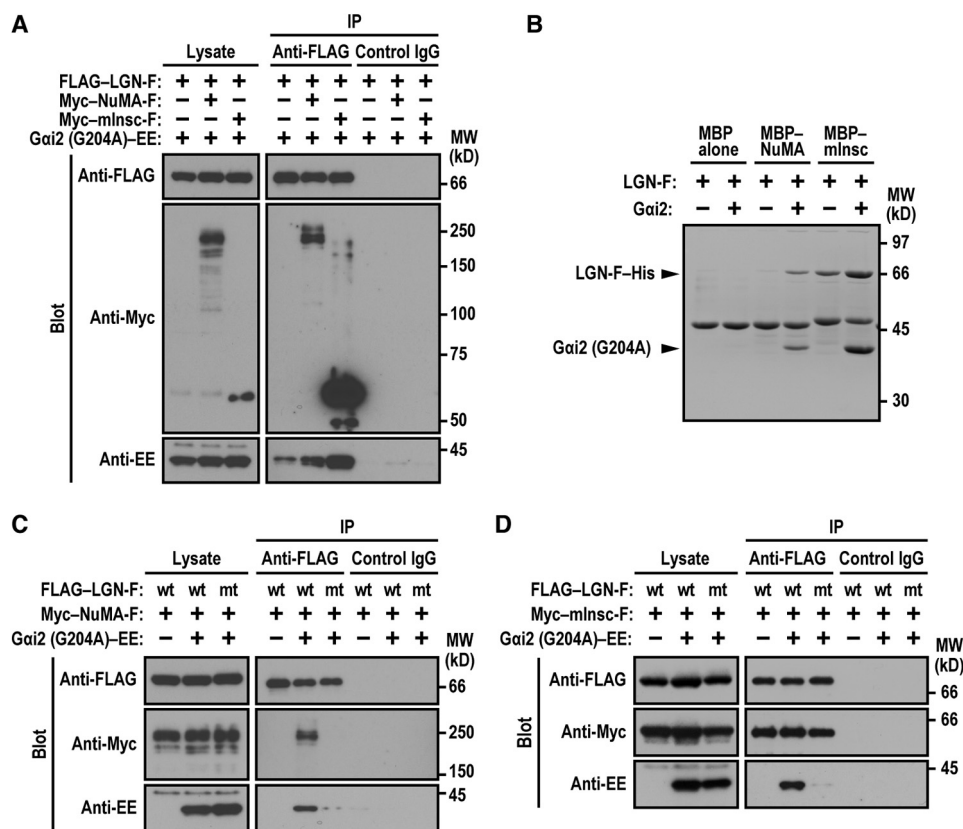 A
IP
Lysate Anti-FLAG Control IgG
FLAG–LGN-F: + + + + + + + + +
Myc–NuMA-F: – + – – + – – + –
Myc–mInsc-F: – – + – – + – – +
Gαi2 (G204A)–EE: + + + + + + + + +
MW
(kD)
Blot
Anti-FLAG
66
Anti-Myc
250
150
100
75
50
Anti-EE
45
B
MBP alone MBP–NuMA MBP–mInsc
LGN-F: + + + + + +
Gαi2: – + – + – +
MW
(kD)
97
LGN-F–His
66
45
Gαi2 (G204A)
30
C
IP
Lysate Anti-FLAG Control IgG
FLAG–LGN-F: wt wt mt wt wt mt wt wt mt
Myc–NuMA-F: + + + + + + + + +
Gαi2 (G204A)–EE: – + + – + + – + +
MW
(kD)
Blot
Anti-FLAG
66
Anti-Myc
250
150
Anti-EE
45
D
IP
Lysate Anti-FLAG Control IgG
FLAG–LGN-F: wt wt mt wt wt mt wt wt mt
Myc–mInsc-F: + + + + + + + + +
Gαi2 (G204A)–EE: – + + – + + – + +
MW
(kD)
Blot
Anti-FLAG
66
Anti-Myc
66
Anti-EE
45